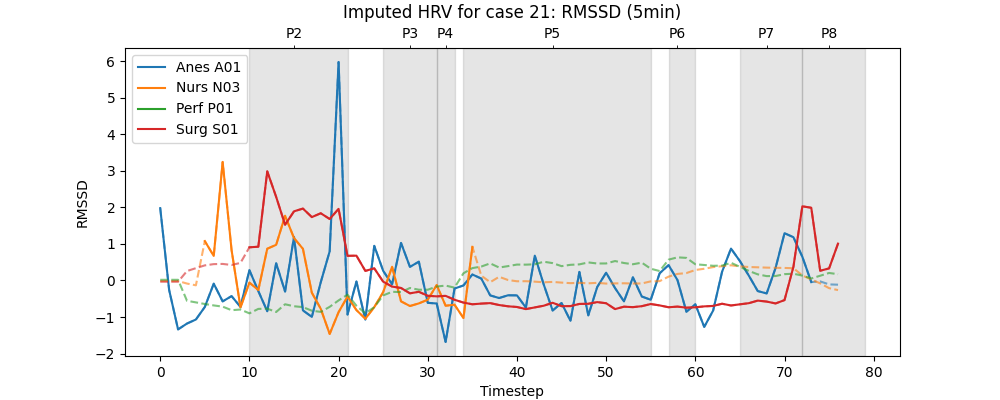 Imputed HRV for case 21: RMSSD (5min)
P2 P3 P4 P5 P6 P7 P8
Anes A01
Nurs N03
Perf P01
Surg S01
6
5
4
3
2
1
0
−1
−2
RMSSD
0 10 20 30 40 50 60 70 80
Timestep